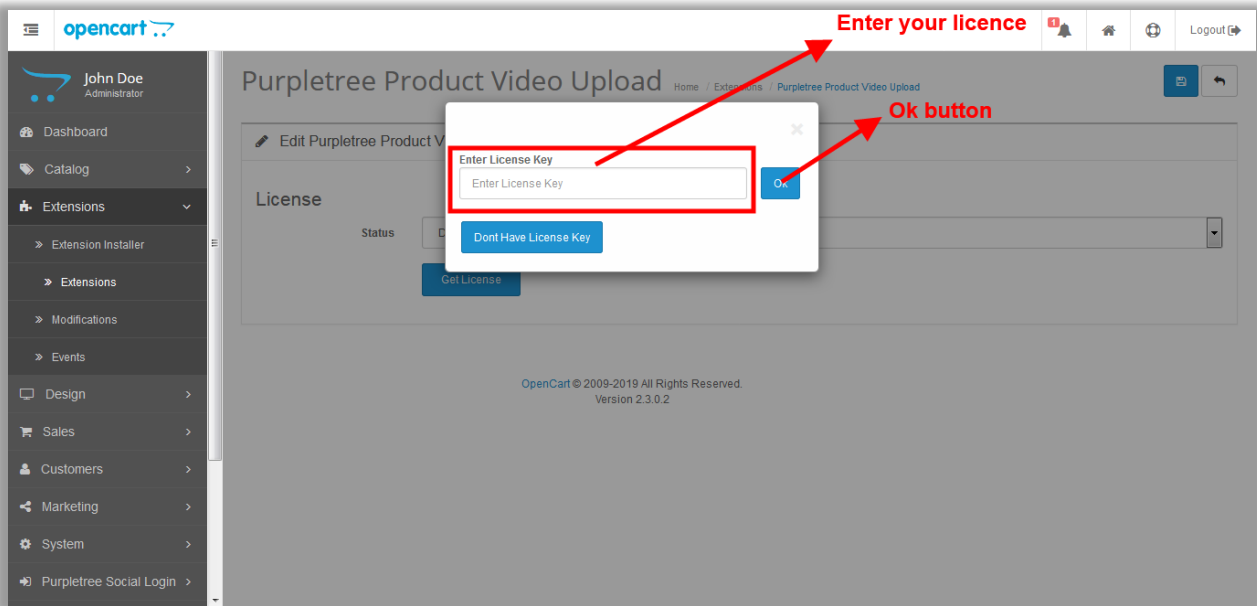 Enter your licence
opencart
1
Logout
John Doe
Administrator
Purpletree Product Video Upload
Home / Extensions / Purpletree Product Video Upload
Ok button
Dashboard
Catalog
Extensions
Extension Installer
Extensions
Modifications
Events
Design
Sales
Customers
Marketing
System
Purpletree Social Login
Edit Purpletree Product V
Enter License Key
Enter License Key
Ok
License
Status
Dont Have License Key
Get License
OpenCart © 2009-2019 All Rights Reserved.
Version 2.3.0.2